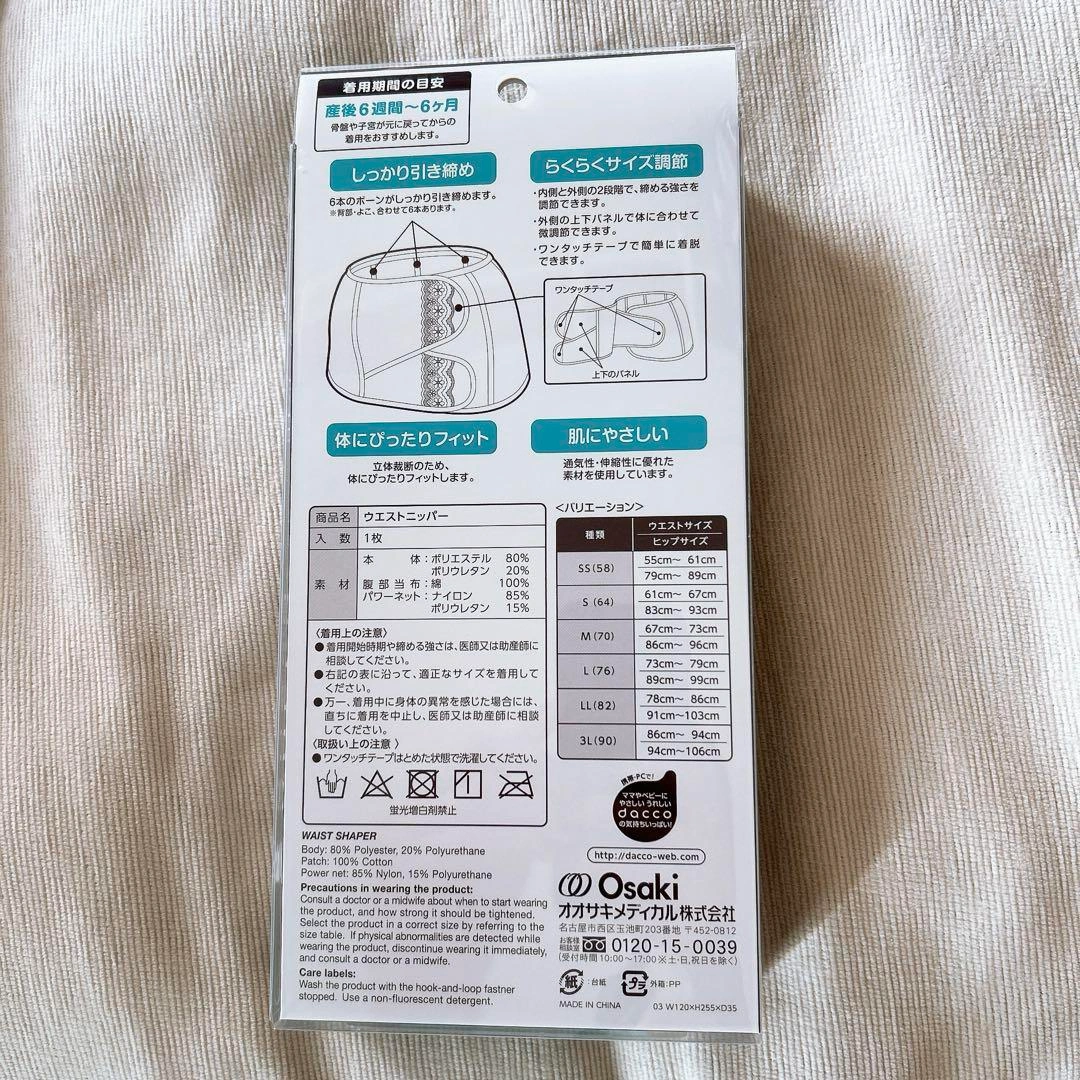 着用期間の目安
産後6週間〜6ヶ月
骨盤や子宮が元に戻ってからの
着用をおすすめします。
しっかり引き締め
6本のボーンがしっかり引き締めます。
※背部・よこ、合わせて6本あります。
らくらくサイズ調節
・内側と外側の2段階で、締める強さを
調節できます。
・外側の上下パネルで体に合わせて
微調節できます。
・ワンタッチテープで簡単に着脱
できます。
ワンタッチテープ
上下のパネル
体にぴったりフィット
立体裁断のため、
体にぴったりフィットします。
肌にやさしい
通気性・伸縮性に優れた
素材を使用しています。
商品名 ウエストニッパー
入数 1枚
素材 本体：ポリエステル 80%
ポリウレタン 20%
腹部当布：綿 100%
パワーネット：ナイロン 85%
ポリウレタン 15%
〈着用上の注意〉
●着用開始時期や締める強さは、医師又は助産師に
相談してください。
●右記の表に沿って、適正なサイズを着用して
ください。
●万一、着用中に身体の異常を感じた場合には、
直ちに着用を中止し、医師又は助産師に相談
してください。
〈取扱い上の注意〉
●ワンタッチテープはとめた状態で洗濯してください。
蛍光増白剤禁止
<バリエーション>
種類 ウエストサイズ
ヒップサイズ
SS(58) 55cm〜 61cm
79cm〜 89cm
S(64) 61cm〜 67cm
83cm〜 93cm
M(70) 67cm〜 73cm
86cm〜 96cm
L(76) 73cm〜 79cm
89cm〜 99cm
LL(82) 78cm〜 86cm
91cm〜103cm
3L(90) 86cm〜 94cm
94cm〜106cm
WAIST SHAPER
Body: 80% Polyester, 20% Polyurethane
Patch: 100% Cotton
Power net: 85% Nylon, 15% Polyurethane
Precautions in wearing the product:
Consult a doctor or a midwife about when to start wearing
the product, and how strong it should be tightened.
Select the product in a correct size by referring to the
size table. If physical abnormalities are detected while
wearing the product, discontinue wearing it immediately,
and consult a doctor or a midwife.
Care labels:
Wash the product with the hook-and-loop fastner
stopped. Use a non-fluorescent detergent.
携帯・PCで!
ママやベビーに
やさしい うれしい
dacco
の気持ちいっぱい!
http://dacco-web.com
Osaki
オオサキメディカル株式会社
名古屋市西区玉池町203番地 〒452-0812
お客様
相談室 0120-15-0039
(受付時間 10:00〜17:00 ※土・日,祝日を除く)
紙：台紙 プラ 外箱：PP
MADE IN CHINA 03 W120×H255×D35